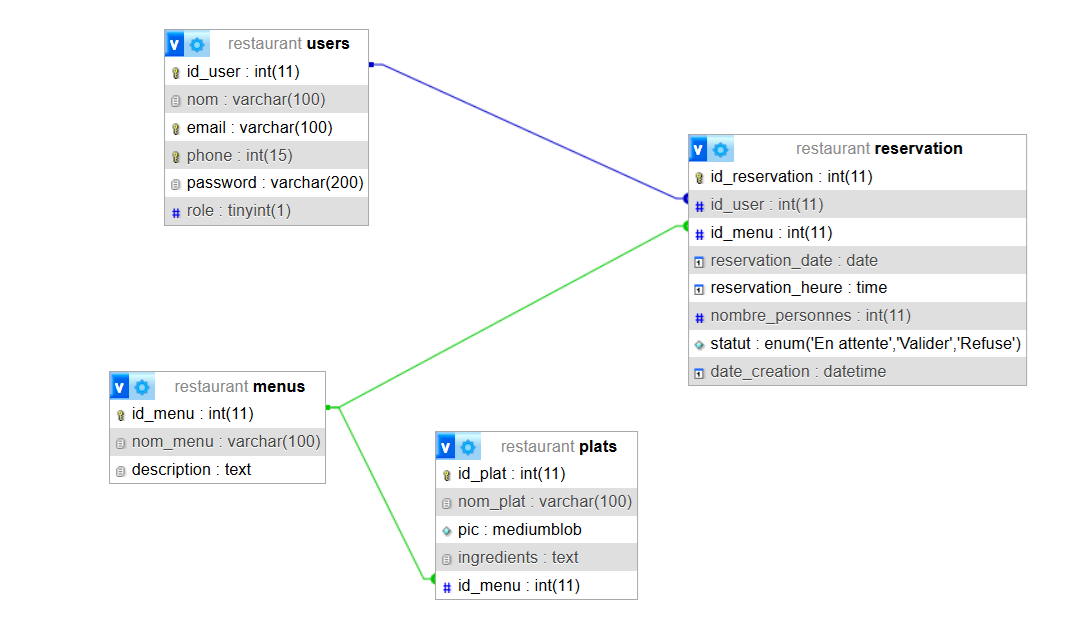 v restaurant users
id_user : int(11)
nom : varchar(100)
email : varchar(100)
phone : int(15)
password : varchar(200)
# role : tinyint(1)
v restaurant reservation
id_reservation : int(11)
# id_user : int(11)
# id_menu : int(11)
reservation_date : date
reservation_heure : time
# nombre_personnes : int(11)
statut : enum('En attente','Valider','Refuse')
date_creation : datetime
v restaurant menus
id_menu : int(11)
nom_menu : varchar(100)
description : text
v restaurant plats
id_plat : int(11)
nom_plat : varchar(100)
pic : mediumblob
ingredients : text
# id_menu : int(11)